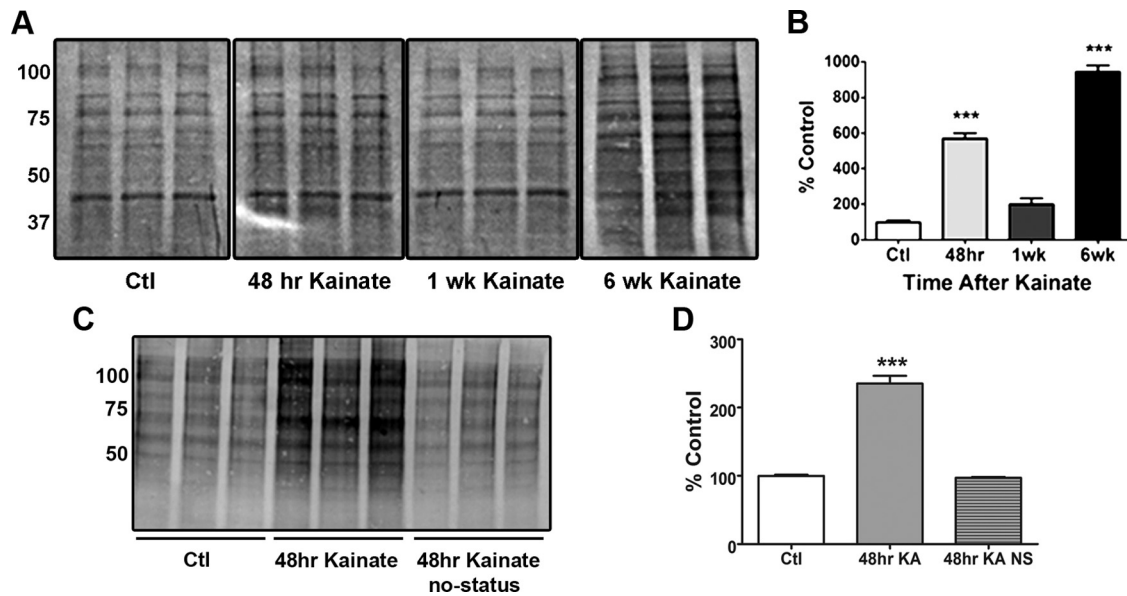 A
100
75
50
37
Ctl
48 hr Kainate
1 wk Kainate
6 wk Kainate
B
% Control
1000
800
600
400
200
0
***
***
Ctl
48hr
1wk
6wk
Time After Kainate
C
100
75
50
Ctl
48hr Kainate
48hr Kainate
no-status
D
% Control
300
200
100
0
***
Ctl
48hr KA
48hr KA NS